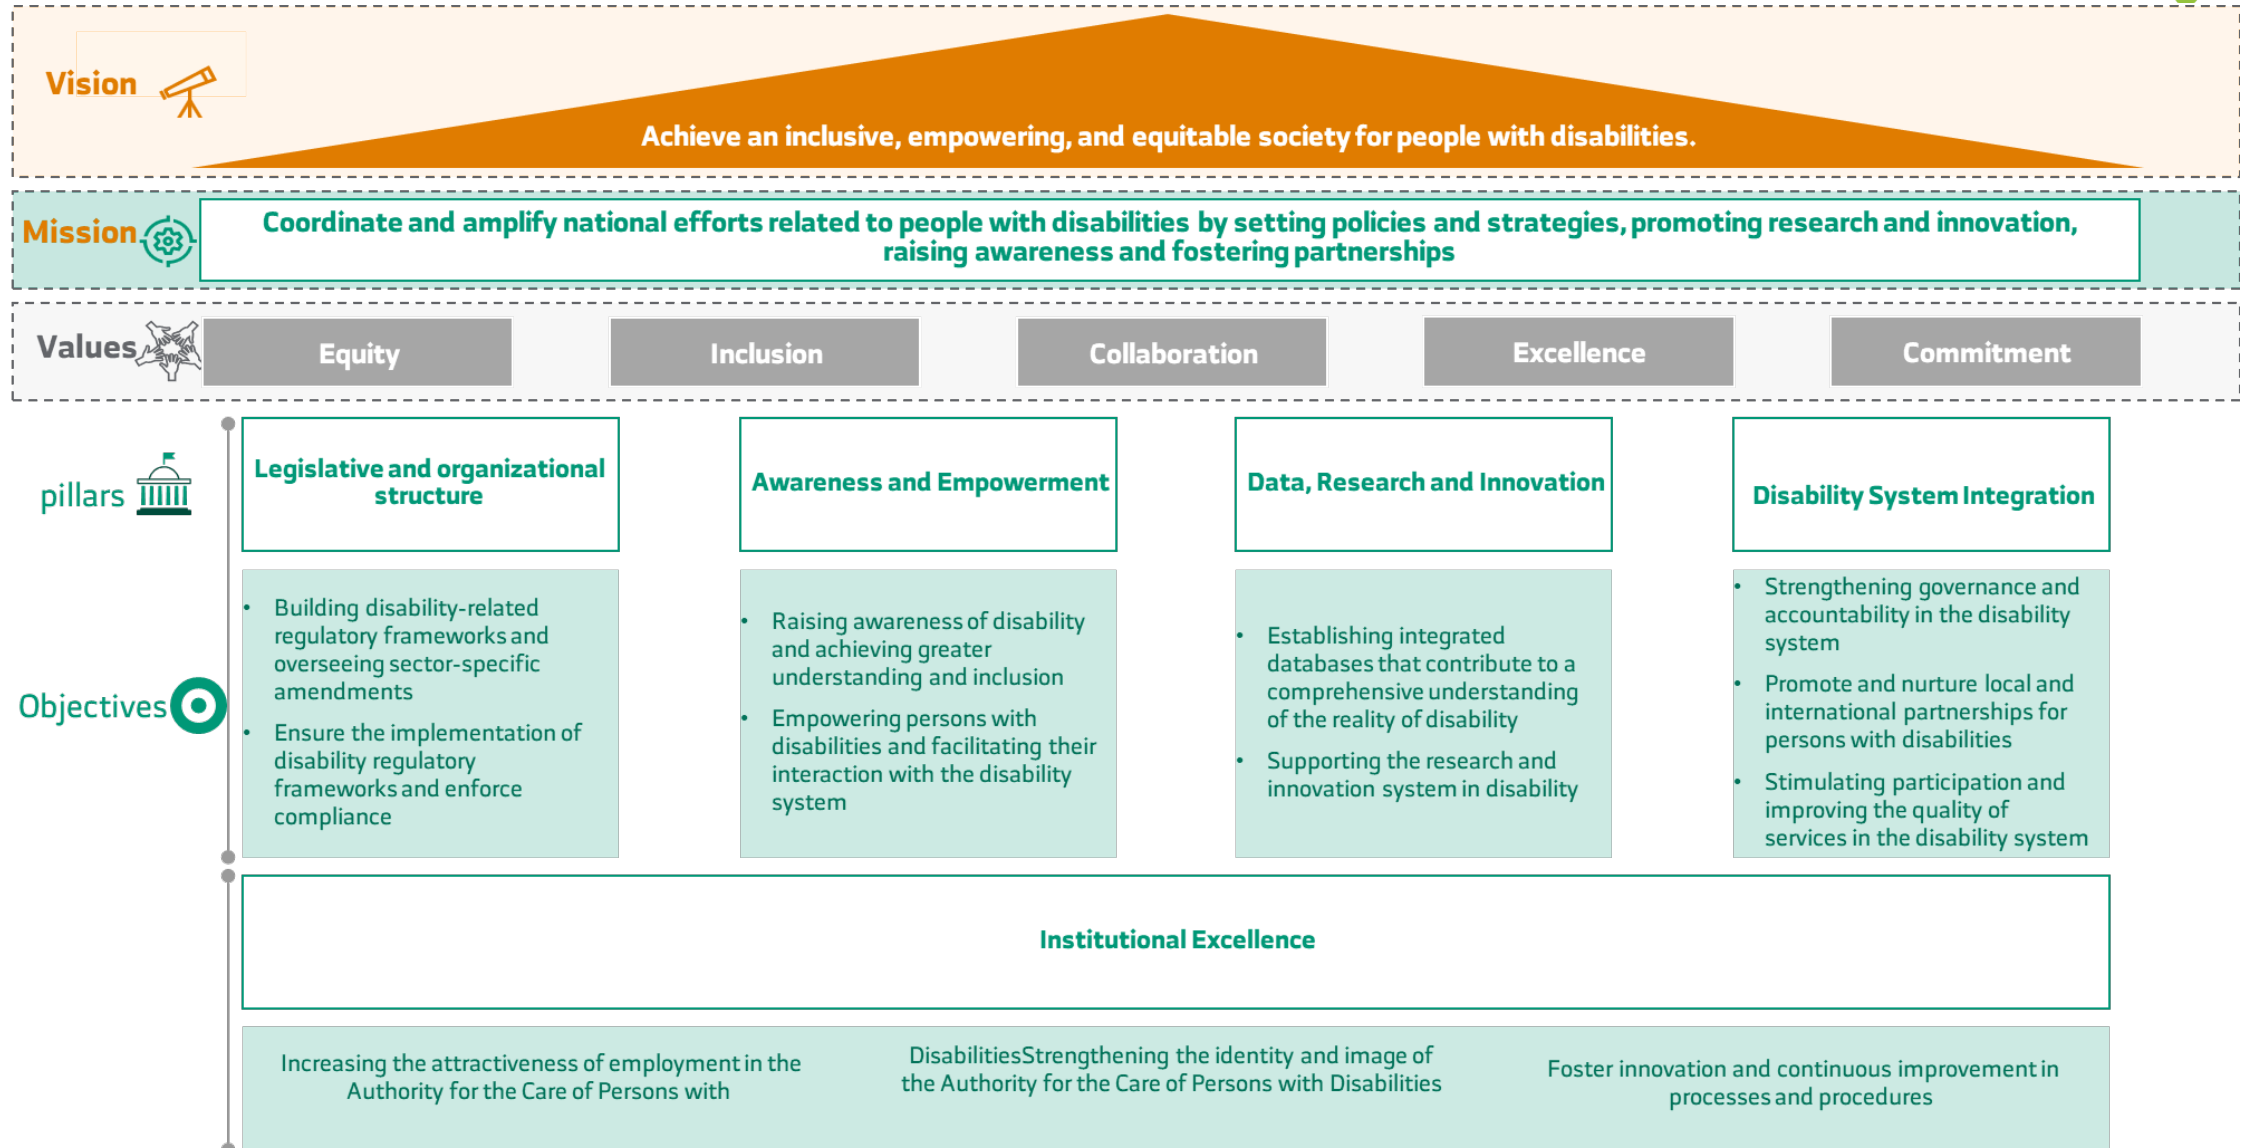 Vision
Achieve an inclusive, empowering, and equitable society for people with disabilities.
Mission
Coordinate and amplify national efforts related to people with disabilities by setting policies and strategies, promoting research and innovation,
raising awareness and fostering partnerships
Values
Equity
Inclusion
Collaboration
Excellence
Commitment
pillars
Legislative and organizational
structure
Awareness and Empowerment
Data, Research and Innovation
Disability System Integration
Objectives
• Building disability-related
regulatory frameworks and
overseeing sector-specific
amendments
• Ensure the implementation of
disability regulatory
frameworks and enforce
compliance
• Raising awareness of disability
and achieving greater
understanding and inclusion
• Empowering persons with
disabilities and facilitating their
interaction with the disability
system
• Establishing integrated
databases that contribute to a
comprehensive understanding
of the reality of disability
• Supporting the research and
innovation system in disability
• Strengthening governance and
accountability in the disability
system
• Promote and nurture local and
international partnerships for
persons with disabilities
• Stimulating participation and
improving the quality of
services in the disability system
Institutional Excellence
Increasing the attractiveness of employment in the
Authority for the Care of Persons with
DisabilitiesStrengthening the identity and image of
the Authority for the Care of Persons with Disabilities
Foster innovation and continuous improvement in
processes and procedures